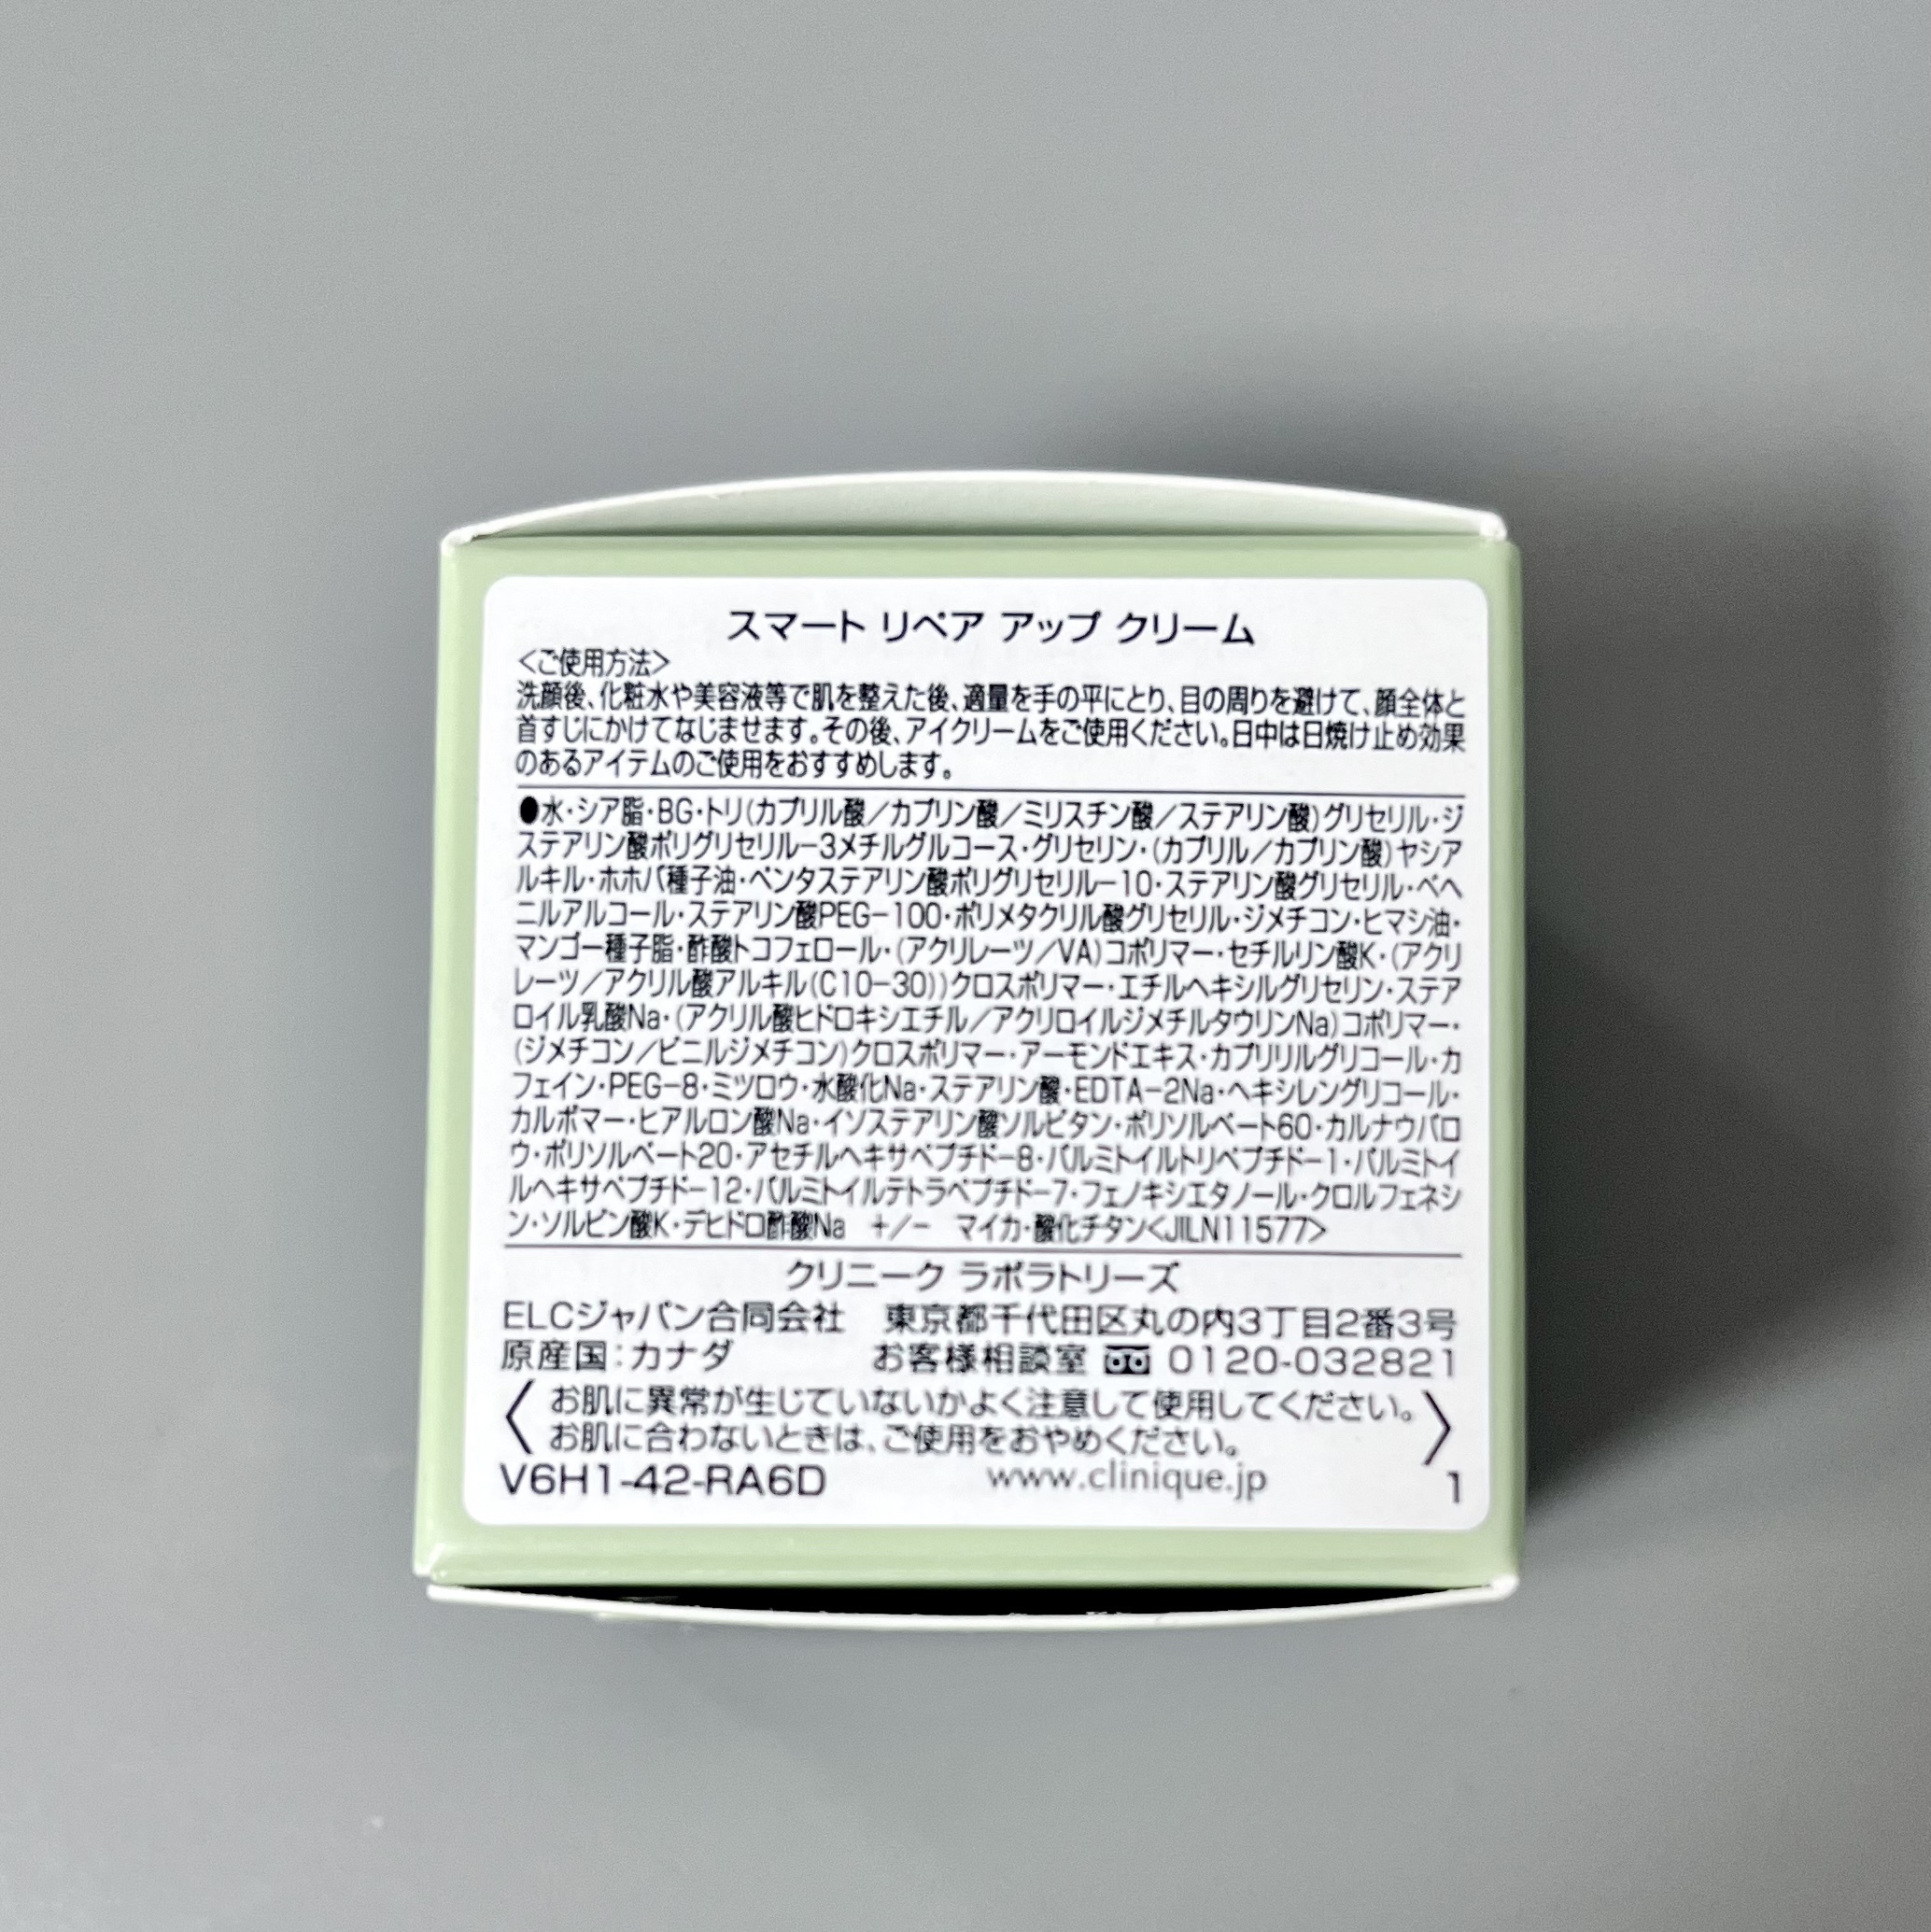 スマート リペア アップ クリーム
<ご使用方法>
洗顔後、化粧水や美容液等で肌を整えた後、適量を手の平にとり、目の周りを避けて、顔全体と
首すじにかけてなじませます。その後、アイクリームをご使用ください。日中は日焼け止め効果
のあるアイテムのご使用をおすすめします。
●水・シア脂・BG・トリ(カプリル酸／カプリン酸／ミリスチン酸／ステアリン酸)グリセリル・ジ
ステアリン酸ポリグリセリル－3メチルグルコース・グリセリン・(カプリル／カプリン酸)ヤシア
ルキル・ホホバ種子油・ペンタステアリン酸ポリグリセリル－10・ステアリン酸グリセリル・ベヘ
ニルアルコール・ステアリン酸PEG－100・ポリメタクリル酸グリセリル・ジメチコン・ヒマシ油・
マンゴー種子脂・酢酸トコフェロール・(アクリレーツ／VA)コポリマー・セチルリン酸K・(アクリ
レーツ／アクリル酸アルキル(C10－30))クロスポリマー・エチルヘキシルグリセリン・ステア
ロイル乳酸Na・(アクリル酸ヒドロキシエチル／アクリロイルジメチルタウリンNa)コポリマー・
(ジメチコン／ビニルジメチコン)クロスポリマー・アーモンドエキス・カプリリルグリコール・カ
フェイン・PEG－8・ミツロウ・水酸化Na・ステアリン酸・EDTA－2Na・ヘキシレングリコール・
カルボマー・ヒアルロン酸Na・イソステアリン酸ソルビタン・ポリソルベート60・カルナウバロ
ウ・ポリソルベート20・アセチルヘキサペプチド－8・パルミトイルトリペプチド－1・パルミトイ
ルヘキサペプチド－12・パルミトイルテトラペプチド－7・フェノキシエタノール・クロルフェネシ
ン・ソルビン酸K・デヒドロ酢酸Na　+／－　マイカ・酸化チタン<JILN11577>
クリニーク ラボラトリーズ
ELCジャパン合同会社　東京都千代田区丸の内3丁目2番3号
原産国：カナダ　お客様相談室 0120-032821
〈お肌に異常が生じていないかよく注意して使用してください。
お肌に合わないときは、ご使用をおやめください。〉
V6H1-42-RA6D　www.clinique.jp　1